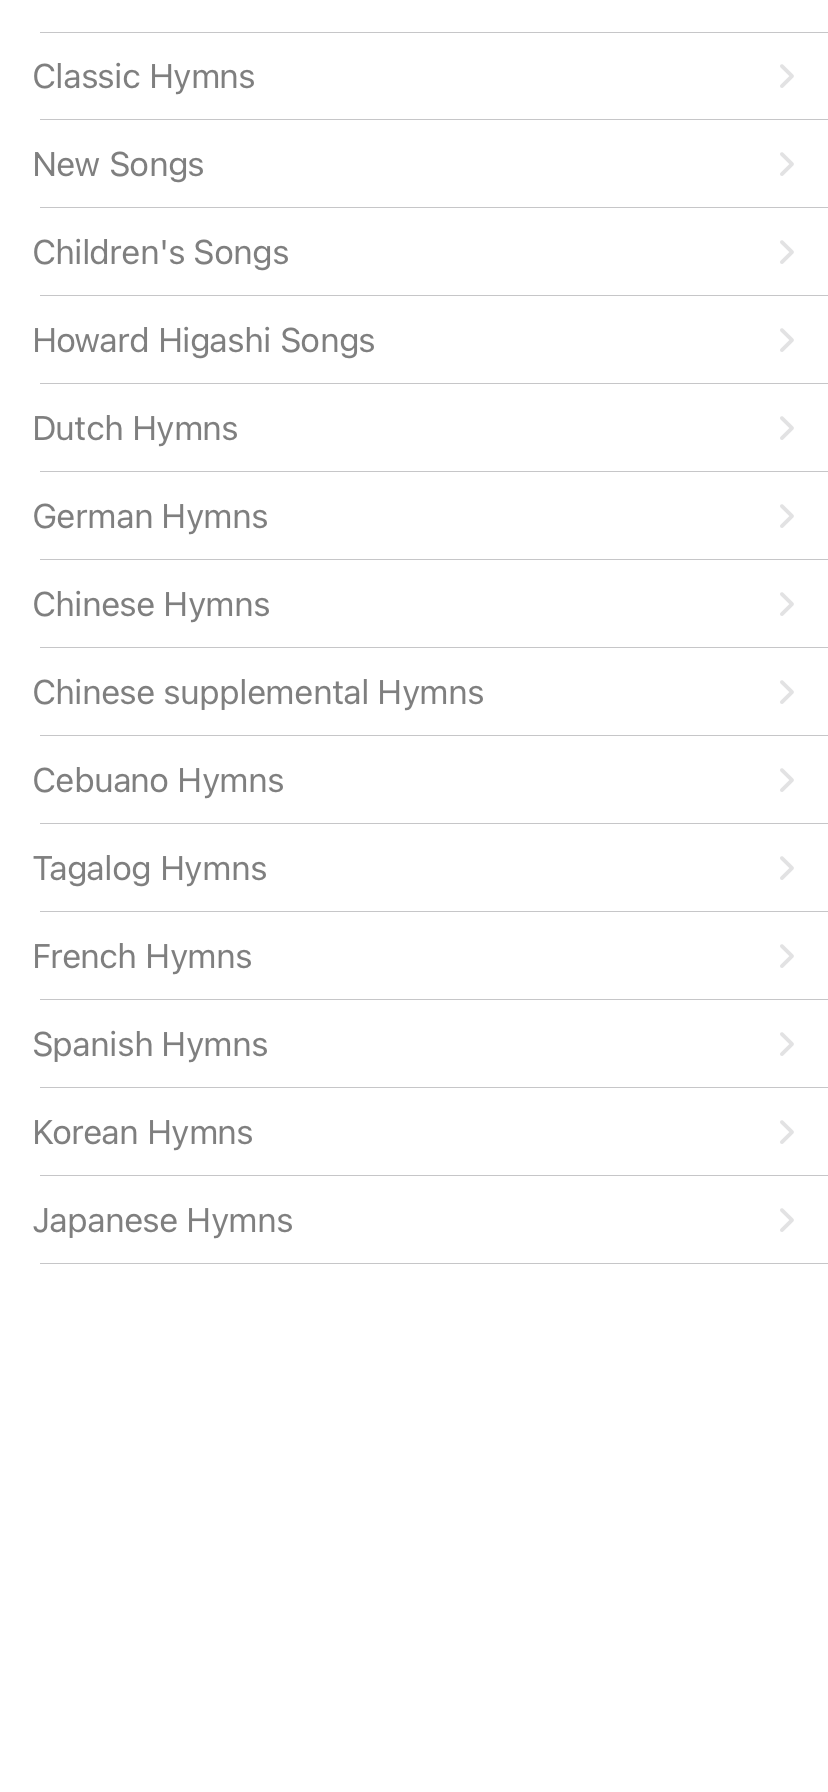 Classic Hymns
New Songs
Children's Songs
Howard Higashi Songs
Dutch Hymns
German Hymns
Chinese Hymns
Chinese supplemental Hymns
Cebuano Hymns
Tagalog Hymns
French Hymns
Spanish Hymns
Korean Hymns
Japanese Hymns